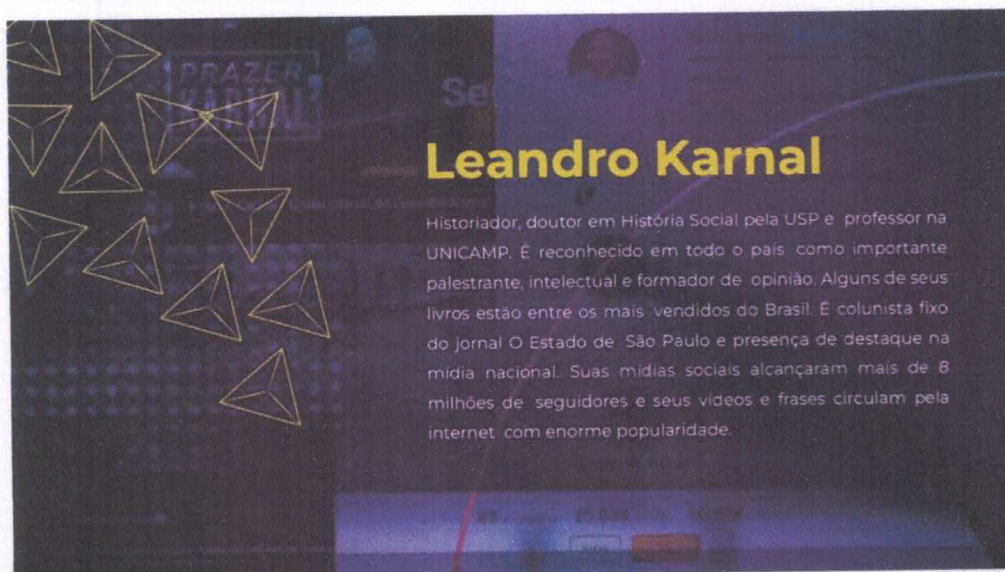 PRAZER
KARNAL
Se
Leandro Karnal
Historiador, doutor em História Social pela USP e professor na
UNICAMP. É reconhecido em todo o país como importante
palestrante, intelectual e formador de opinião. Alguns de seus
livros estão entre os mais vendidos do Brasil. É colunista fixo
do jornal O Estado de São Paulo e presença de destaque na
mídia nacional. Suas mídias sociais alcançaram mais de 8
milhões de seguidores e seus vídeos e frases circulam pela
internet com enorme popularidade.